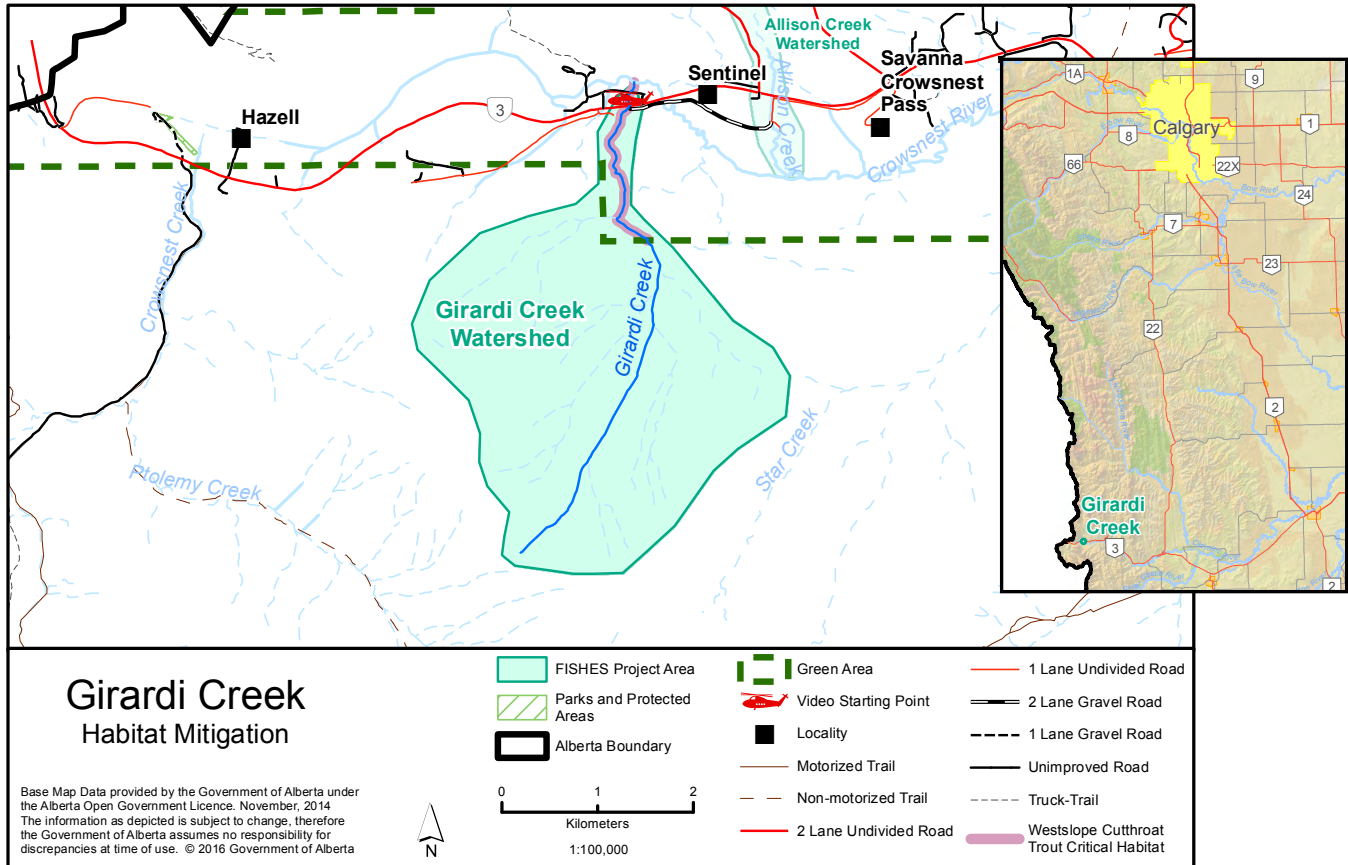 Allison Creek
Watershed
Savanna
Crowsnest
Pass
Sentinel
Hazell
3
Allison Creek
Crowsnest River
Crowsnest Creek
Girardi Creek
Watershed
Girardi Creek
Star Creek
Ptolemy Creek
1A
9
Calgary
1
8
66
22X
24
Bow River
7
23
Bow River
22
2
Girardi
Creek
3
2
Girardi Creek
Habitat Mitigation
Base Map Data provided by the Government of Alberta under
the Alberta Open Government Licence. November, 2014
The information as depicted is subject to change, therefore
the Government of Alberta assumes no responsibility for
discrepancies at time of use. © 2016 Government of Alberta
N
FISHES Project Area
Parks and Protected
Areas
Alberta Boundary
0 1 2
Kilometers
1:100,000
Green Area
Video Starting Point
Locality
Motorized Trail
Non-motorized Trail
2 Lane Undivided Road
1 Lane Undivided Road
2 Lane Gravel Road
1 Lane Gravel Road
Unimproved Road
Truck-Trail
Westslope Cutthroat
Trout Critical Habitat